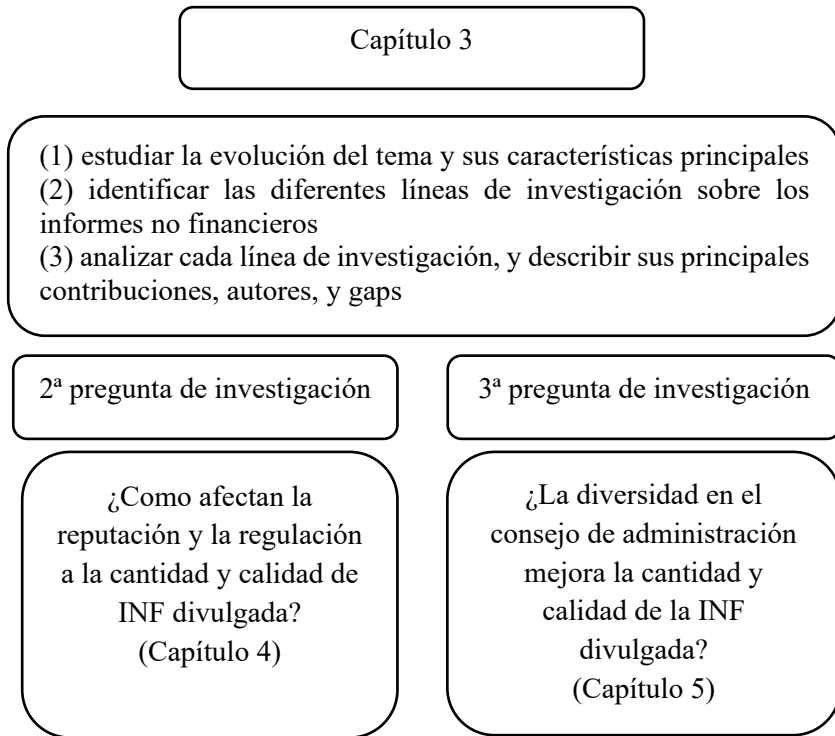 Capítulo 3
(1) estudiar la evolución del tema y sus características principales
(2) identificar las diferentes líneas de investigación sobre los
informes no financieros
(3) analizar cada línea de investigación, y describir sus principales
contribuciones, autores, y gaps
2ª pregunta de investigación
¿Como afectan la
reputación y la regulación
a la cantidad y calidad de
INF divulgada?
(Capítulo 4)
3ª pregunta de investigación
¿La diversidad en el
consejo de administración
mejora la cantidad y
calidad de la INF
divulgada?
(Capítulo 5)